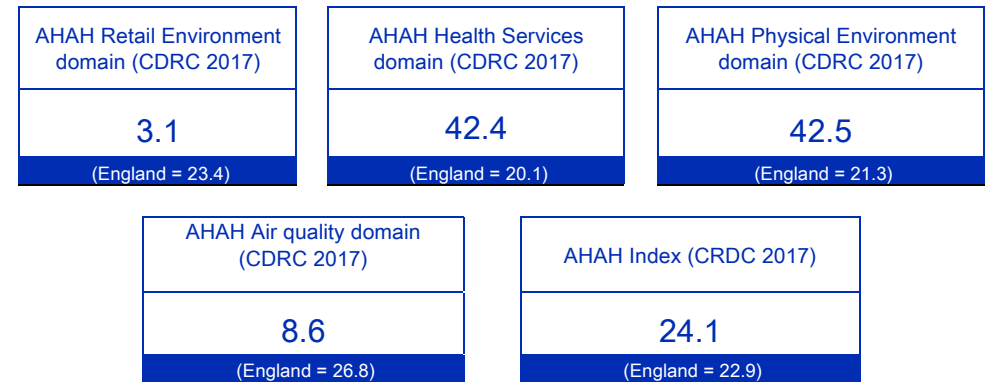 AHAH Retail Environment
domain (CDRC 2017)
3.1
(England = 23.4)
AHAH Health Services
domain (CDRC 2017)
42.4
(England = 20.1)
AHAH Physical Environment
domain (CDRC 2017)
42.5
(England = 21.3)
AHAH Air quality domain
(CDRC 2017)
8.6
(England = 26.8)
AHAH Index (CRDC 2017)
24.1
(England = 22.9)